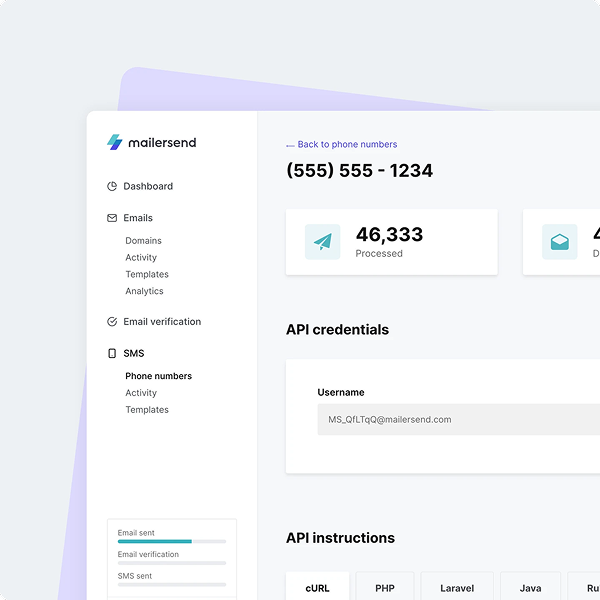 mailersend
Dashboard
Emails
Domains
Activity
Templates
Analytics
Email verification
SMS
Phone numbers
Activity
Templates
Email sent
Email verification
SMS sent
← Back to phone numbers
(555) 555 - 1234
46,333
Processed
API credentials
Username
MS_QfLTqQ@mailersend.com
API instructions
cURL
PHP
Laravel
Java